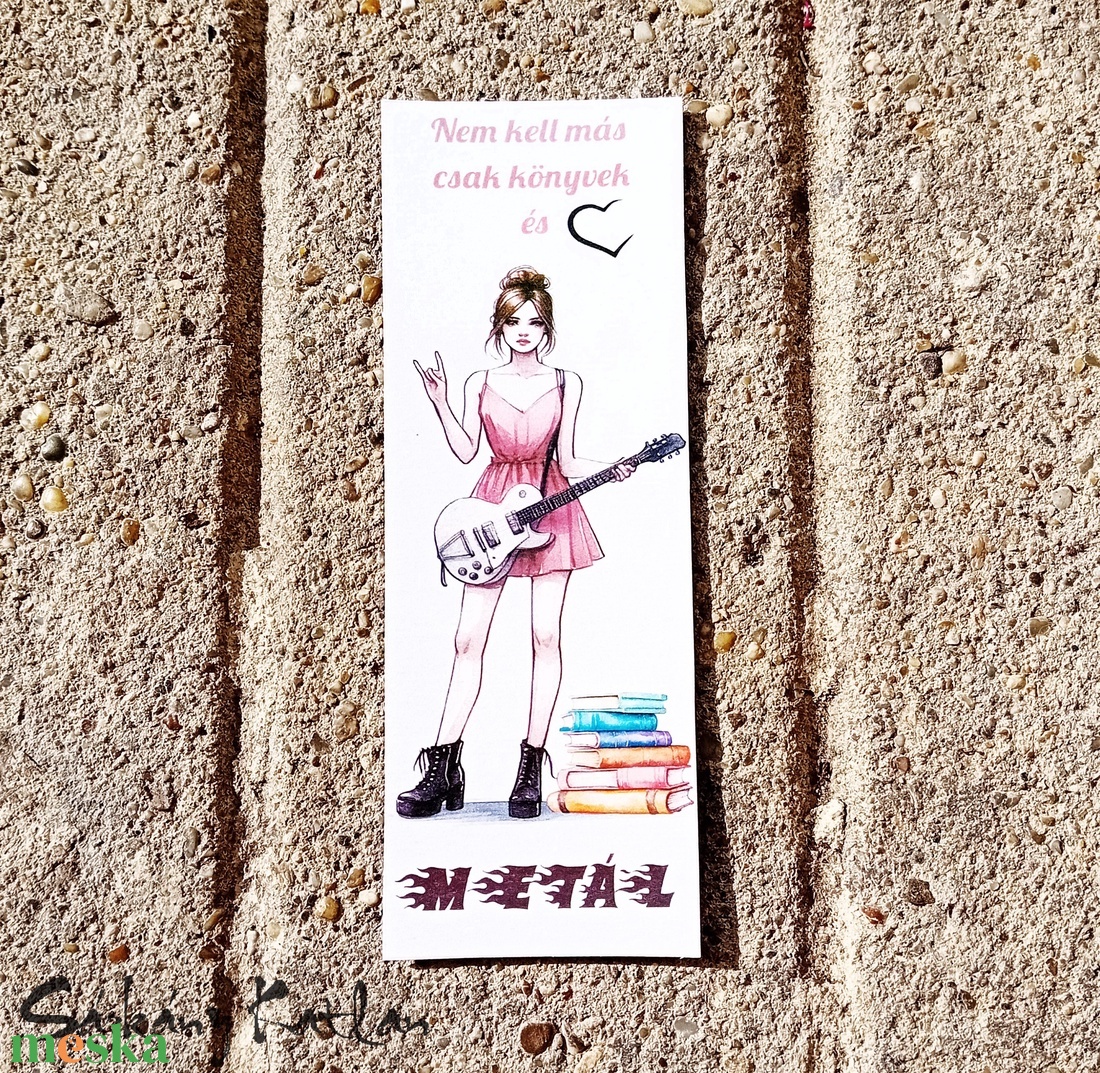 Nem kell más
csak könyvek
és
METÁL
meska